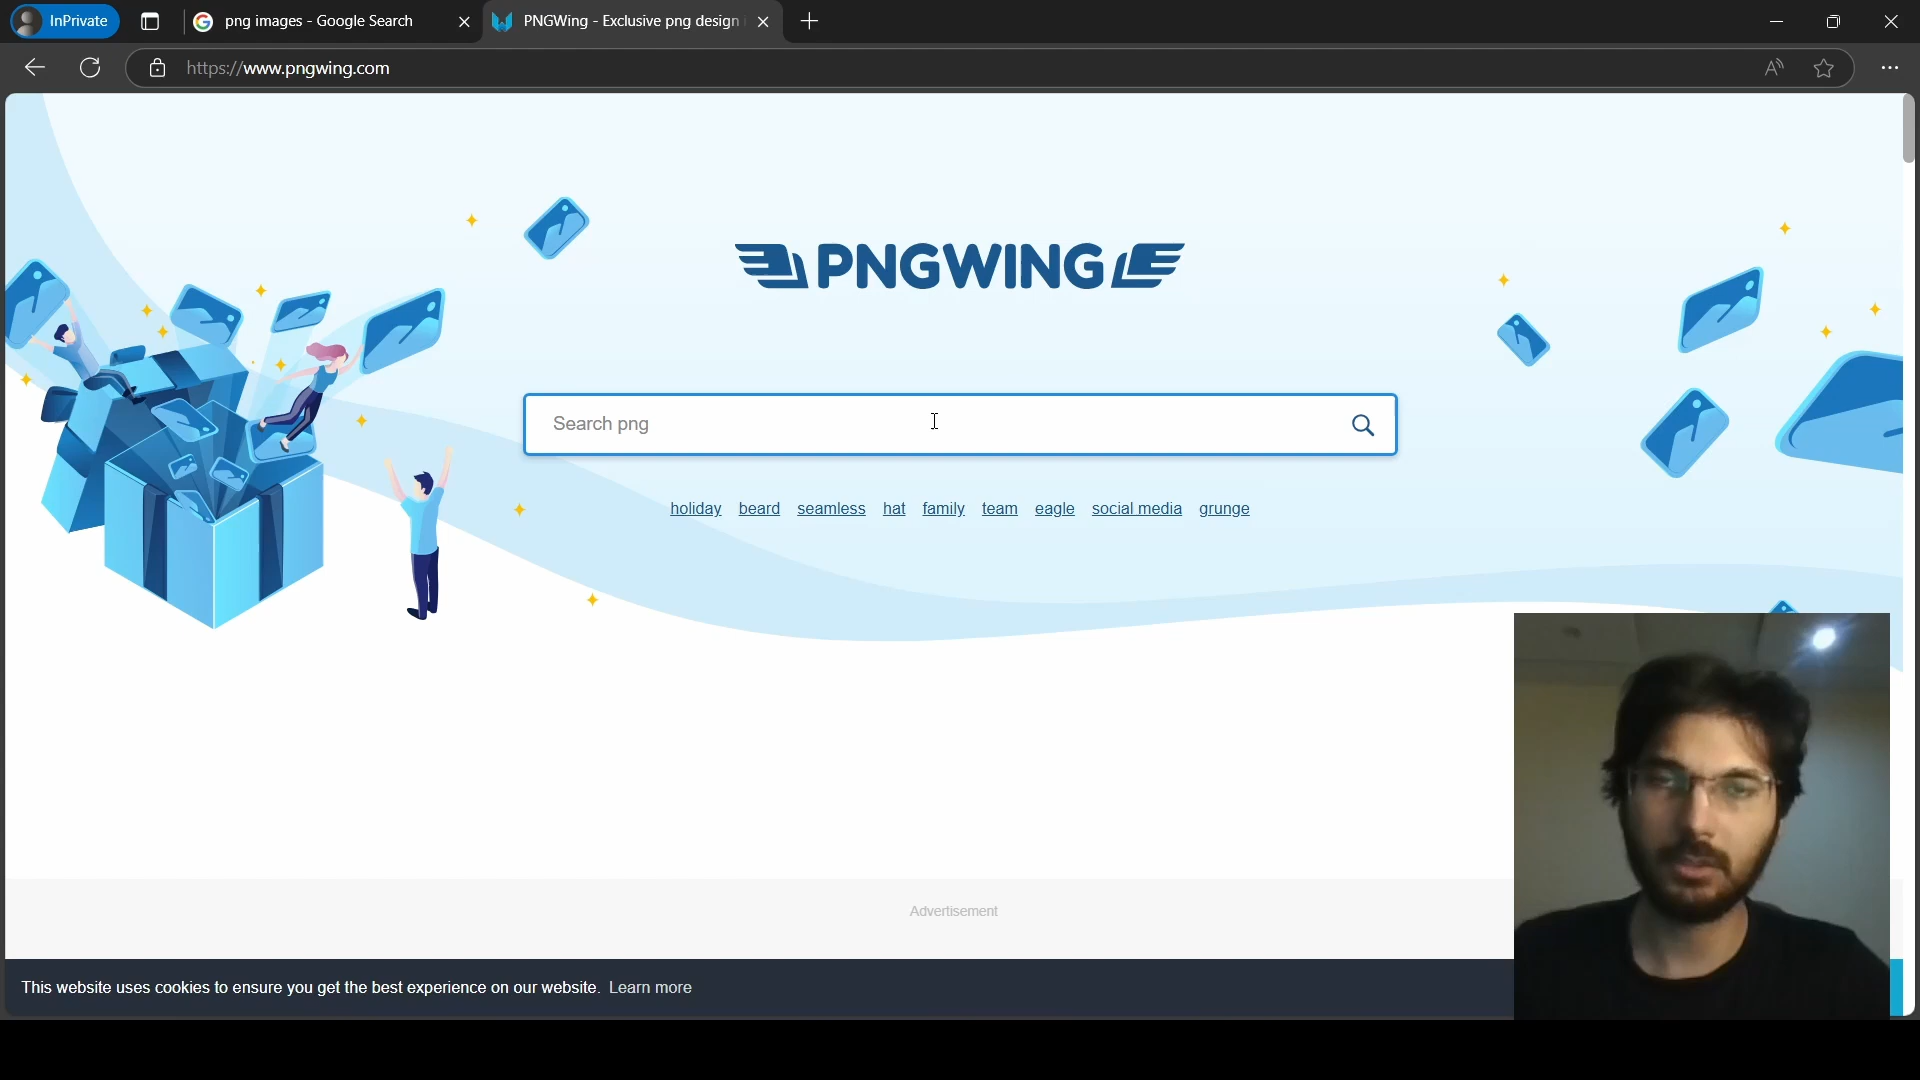 InPrivate
png images - Google Search
PNGWing - Exclusive png design
https://www.pngwing.com
PNGWING
Search png
holiday beard seamless hat family team eagle social media grunge
Advertisement
This website uses cookies to ensure you get the best experience on our website. Learn more